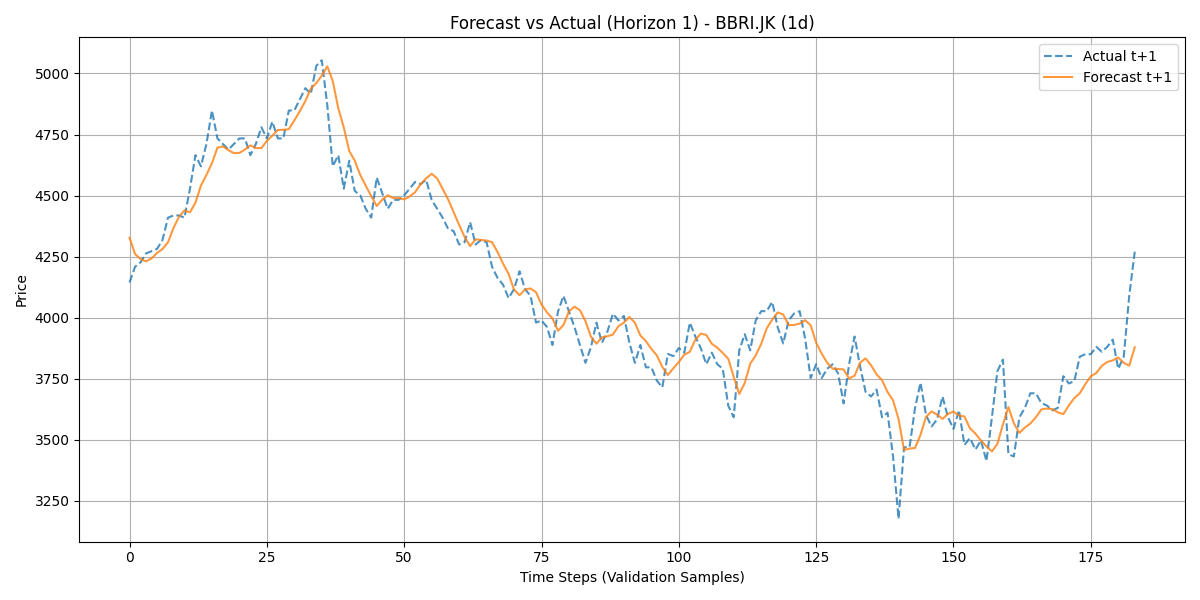 Forecast vs Actual (Horizon 1) - BBRI.JK (1d)
Actual t+1
Forecast t+1
5000
4750
4500
4250
4000
3750
3500
3250
Price
0 25 50 75 100 125 150 175
Time Steps (Validation Samples)